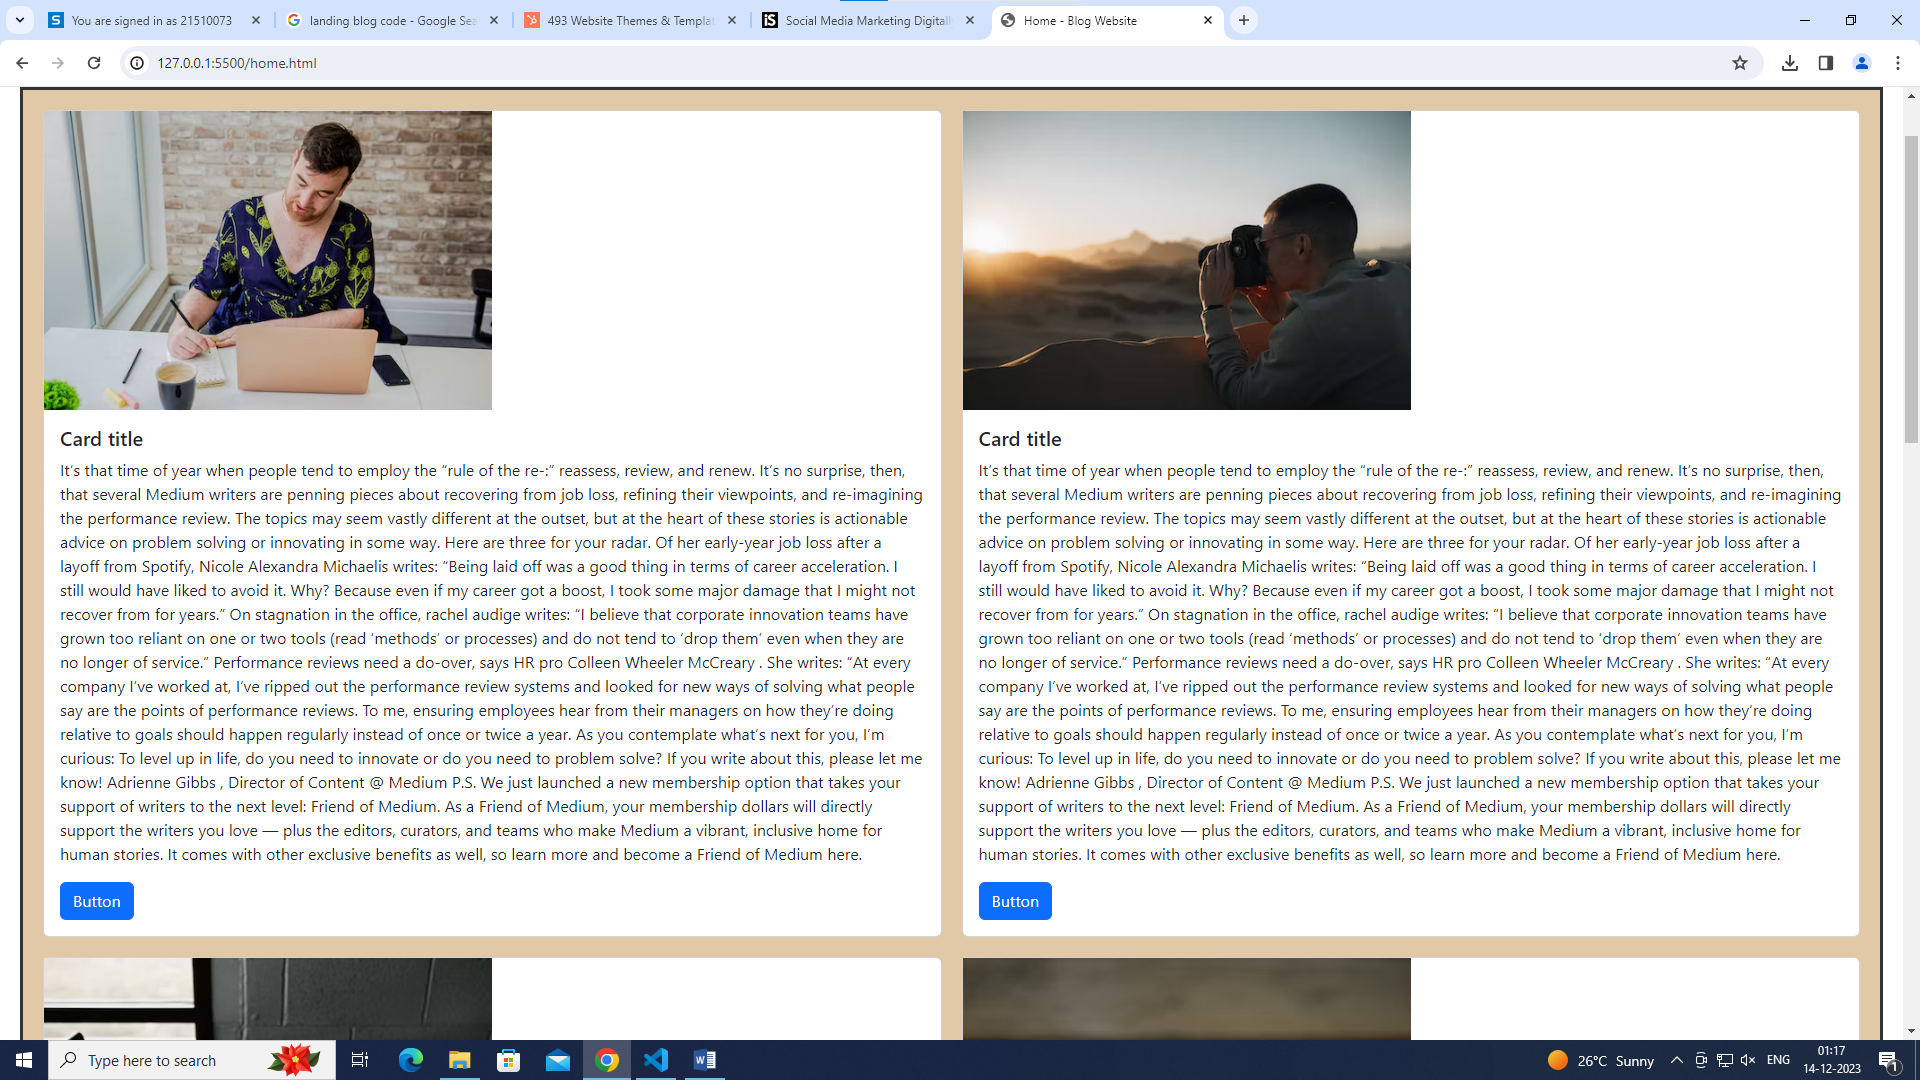 You are signed in as 21510073
landing blog code - Google Sea
493 Website Themes & Templat
Social Media Marketing Digitall
Home - Blog Website
127.0.0.1:5500/home.html
Card title
It’s that time of year when people tend to employ the “rule of the re-:” reassess, review, and renew. It’s no surprise, then,
that several Medium writers are penning pieces about recovering from job loss, refining their viewpoints, and re-imagining
the performance review. The topics may seem vastly different at the outset, but at the heart of these stories is actionable
advice on problem solving or innovating in some way. Here are three for your radar. Of her early-year job loss after a
layoff from Spotify, Nicole Alexandra Michaelis writes: “Being laid off was a good thing in terms of career acceleration. I
still would have liked to avoid it. Why? Because even if my career got a boost, I took some major damage that I might not
recover from for years.” On stagnation in the office, rachel audige writes: “I believe that corporate innovation teams have
grown too reliant on one or two tools (read ‘methods’ or processes) and do not tend to ‘drop them’ even when they are
no longer of service.” Performance reviews need a do-over, says HR pro Colleen Wheeler McCreary . She writes: “At every
company I’ve worked at, I’ve ripped out the performance review systems and looked for new ways of solving what people
say are the points of performance reviews. To me, ensuring employees hear from their managers on how they’re doing
relative to goals should happen regularly instead of once or twice a year. As you contemplate what’s next for you, I’m
curious: To level up in life, do you need to innovate or do you need to problem solve? If you write about this, please let me
know! Adrienne Gibbs , Director of Content @ Medium P.S. We just launched a new membership option that takes your
support of writers to the next level: Friend of Medium. As a Friend of Medium, your membership dollars will directly
support the writers you love — plus the editors, curators, and teams who make Medium a vibrant, inclusive home for
human stories. It comes with other exclusive benefits as well, so learn more and become a Friend of Medium here.
Button
Card title
It’s that time of year when people tend to employ the “rule of the re-:” reassess, review, and renew. It’s no surprise, then,
that several Medium writers are penning pieces about recovering from job loss, refining their viewpoints, and re-imagining
the performance review. The topics may seem vastly different at the outset, but at the heart of these stories is actionable
advice on problem solving or innovating in some way. Here are three for your radar. Of her early-year job loss after a
layoff from Spotify, Nicole Alexandra Michaelis writes: “Being laid off was a good thing in terms of career acceleration. I
still would have liked to avoid it. Why? Because even if my career got a boost, I took some major damage that I might not
recover from for years.” On stagnation in the office, rachel audige writes: “I believe that corporate innovation teams have
grown too reliant on one or two tools (read ‘methods’ or processes) and do not tend to ‘drop them’ even when they are
no longer of service.” Performance reviews need a do-over, says HR pro Colleen Wheeler McCreary . She writes: “At every
company I’ve worked at, I’ve ripped out the performance review systems and looked for new ways of solving what people
say are the points of performance reviews. To me, ensuring employees hear from their managers on how they’re doing
relative to goals should happen regularly instead of once or twice a year. As you contemplate what’s next for you, I’m
curious: To level up in life, do you need to innovate or do you need to problem solve? If you write about this, please let me
know! Adrienne Gibbs , Director of Content @ Medium P.S. We just launched a new membership option that takes your
support of writers to the next level: Friend of Medium. As a Friend of Medium, your membership dollars will directly
support the writers you love — plus the editors, curators, and teams who make Medium a vibrant, inclusive home for
human stories. It comes with other exclusive benefits as well, so learn more and become a Friend of Medium here.
Button
Type here to search
26°C Sunny
ENG
01:17
14-12-2023
1